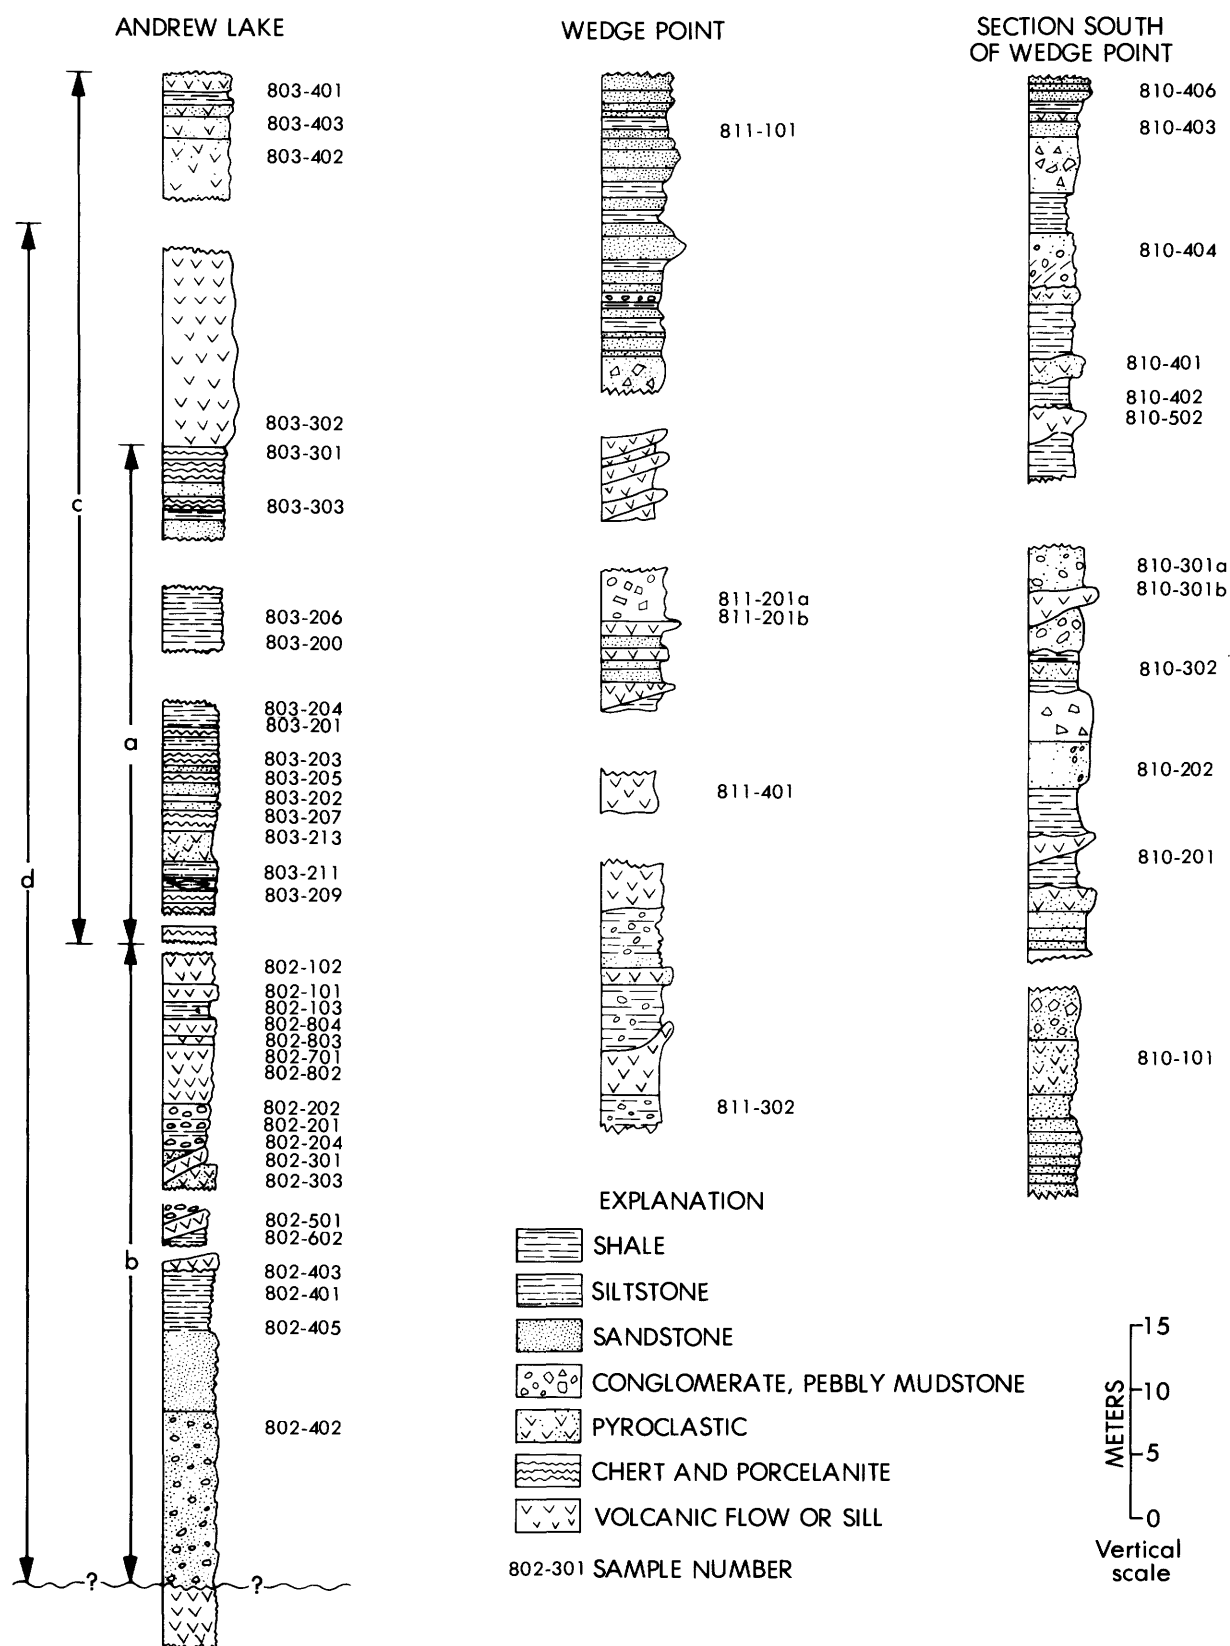 ANDREW LAKE
803-401
803-403
803-402
803-302
803-301
803-303
803-206
803-200
803-204
803-201
803-203
803-205
803-202
803-207
803-213
803-211
803-209
802-102
802-101
802-103
802-804
802-803
802-701
802-802
802-202
802-201
802-204
802-301
802-303
802-501
802-602
802-403
802-401
802-405
802-402
c
a
d
b
?
?
WEDGE POINT
811-101
811-201a
811-201b
811-401
811-302
SECTION SOUTH
OF WEDGE POINT
810-406
810-403
810-404
810-401
810-402
810-502
810-301a
810-301b
810-302
810-202
810-201
810-101
EXPLANATION
SHALE
SILTSTONE
SANDSTONE
CONGLOMERATE, PEBBLY MUDSTONE
PYROCLASTIC
CHERT AND PORCELANITE
VOLCANIC FLOW OR SILL
802-301 SAMPLE NUMBER
METERS
15
10
5
0
Vertical
scale